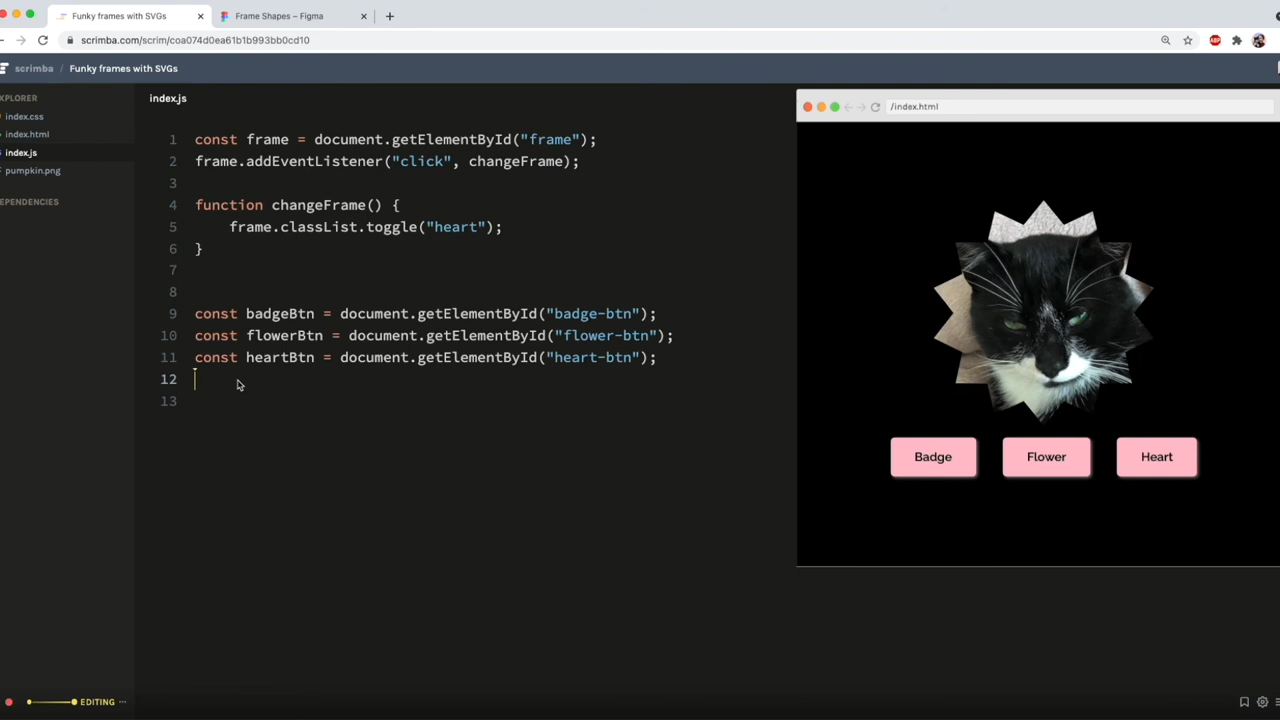 Funky frames with SVGs
Frame Shapes – Figma
scrimba.com/scrim/coa074d0ea61b1b993bb0cd10
ABP
scrimba / Funky frames with SVGs
XPLORER
index.css
index.html
index.js
pumpkin.png
EPENDENCIES
index.js
1 const frame = document.getElementById("frame");
2 frame.addEventListener("click", changeFrame);
3
4 function changeFrame() {
5 frame.classList.toggle("heart");
6 }
7
8
9 const badgeBtn = document.getElementById("badge-btn");
10 const flowerBtn = document.getElementById("flower-btn");
11 const heartBtn = document.getElementById("heart-btn");
12
13
/index.html
Badge
Flower
Heart
EDITING